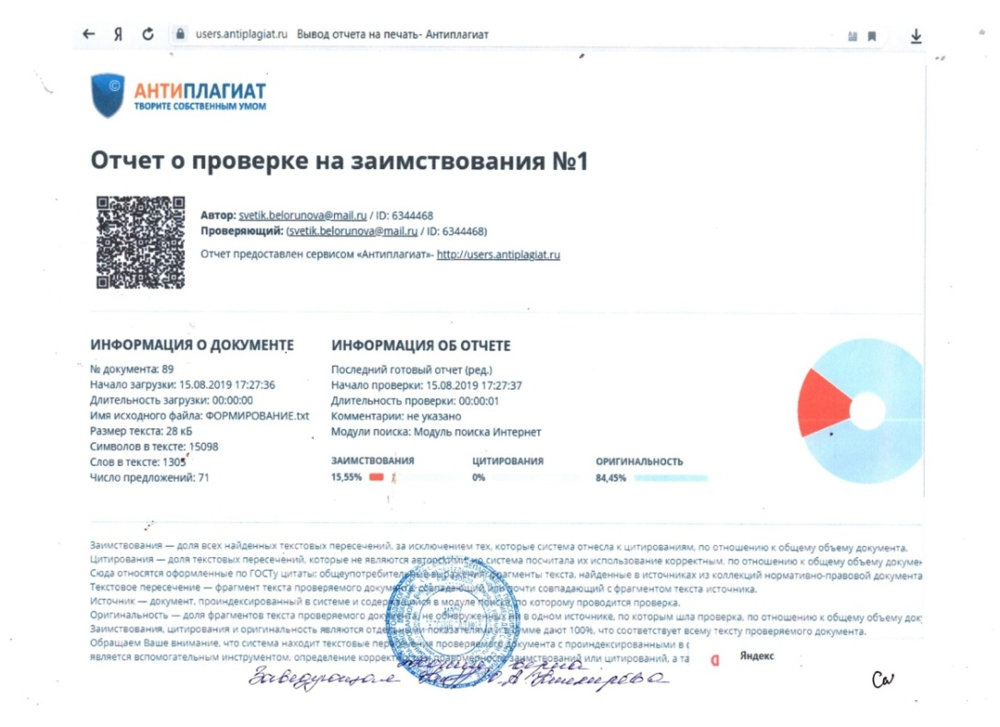 users.antiplagiat.ru Вывод отчета на печать- Антиплагиат
АНТИПЛАГИАТ
ТВОРИТЕ СОБСТВЕННЫМ УМОМ
Отчет о проверке на заимствования №1
Автор: svetik.belorunova@mail.ru / ID: 6344468
Проверяющий: (svetik.belorunova@mail.ru / ID: 6344468)
Отчет предоставлен сервисом «Антиплагиат»- http://users.antiplagiat.ru
ИНФОРМАЦИЯ О ДОКУМЕНТЕ
№ документа: 89
Начало загрузки: 15.08.2019 17:27:36
Длительность загрузки: 00:00:00
Имя исходного файла: ФОРМИРОВАНИЕ.txt
Размер текста: 28 кБ
Символов в тексте: 15098
Слов в тексте: 1305
Число предложений: 71
ИНФОРМАЦИЯ ОБ ОТЧЕТЕ
Последний готовый отчет (ред.)
Начало проверки: 15.08.2019 17:27:37
Длительность проверки: 00:00:01
Комментарии: не указано
Модули поиска: Модуль поиска Интернет
ЗАИМСТВОВАНИЯ
15,55%
ЦИТИРОВАНИЯ
0%
ОРИГИНАЛЬНОСТЬ
84,45%
Заимствования — доля всех найденных текстовых пересечений, за исключением тех, которые система отнесла к цитированиям, по отношению к общему объему документа.
Цитирования — доля текстовых пересечений, которые не являются авторскими, но система посчитала их использование корректным, по отношению к общему объему докумен
Сюда относятся оформленные по ГОСТу цитаты: общеупотребительные выражения: фрагменты текста, найденные в источниках из коллекций нормативно-правовой документа
Текстовое пересечение — фрагмент текста проверяемого документа, совпадающий или почти совпадающий с фрагментом текста источника.
Источник — документ, проиндексированный в системе и содержащийся в модуле поиска, по которому проводится проверка.
Оригинальность — доля фрагментов текста проверяемого документа, не обнаруженных ни в одном источнике, по которым шла проверка, по отношению к общему объему док
Заимствования, цитирования и оригинальность являются отдельными показателями и в сумме дают 100%, что соответствует всему тексту проверяемого документа.
Обращаем Ваше внимание, что система находит текстовые пересечения проверяемого документа с проиндексированными в с
является вспомогательным инструментом, определение корректности и правомерности заимствований или цитирований, а та
Яндекс
Заведующая